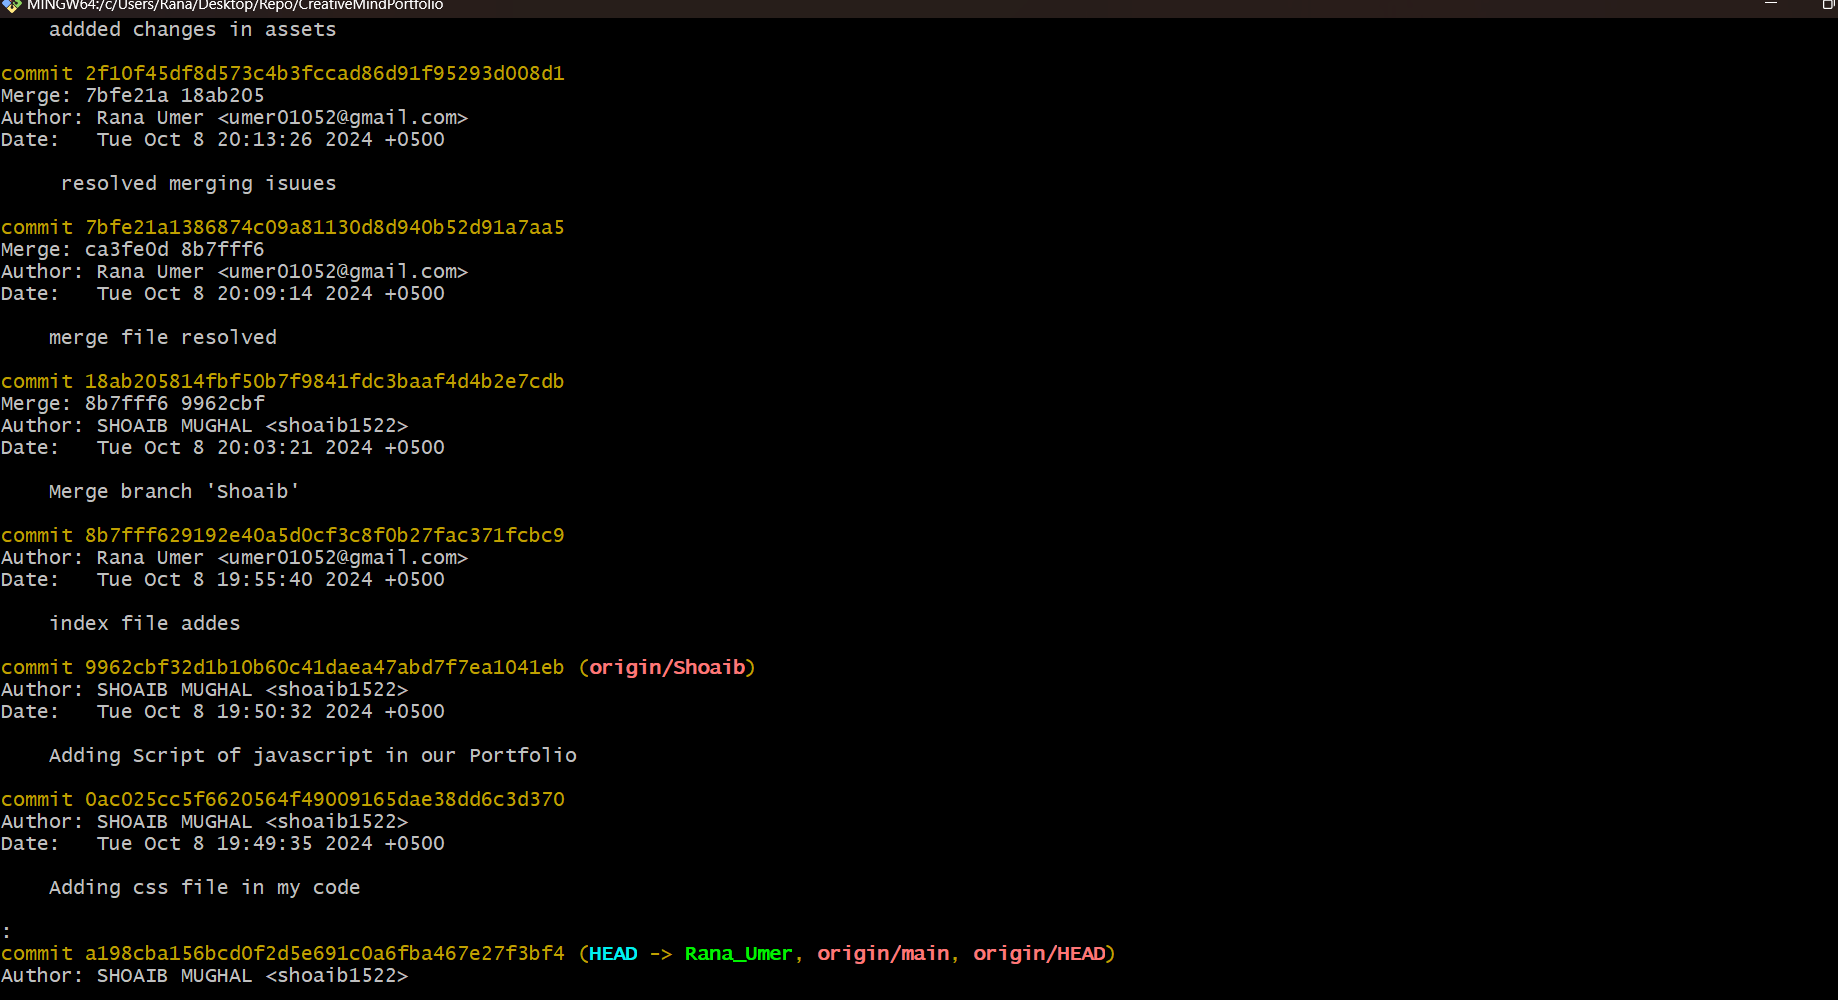 MINGW64:/c/Users/Rana/Desktop/Repo/CreativeMindPortfolio
addded changes in assets
commit 2f10f45df8d573c4b3fccad86d91f95293d008d1
Merge: 7bfe21a 18ab205
Author: Rana Umer <umer01052@gmail.com>
Date:   Tue Oct 8 20:13:26 2024 +0500
resolved merging isuues
commit 7bfe21a1386874c09a81130d8d940b52d91a7aa5
Merge: ca3fe0d 8b7fff6
Author: Rana Umer <umer01052@gmail.com>
Date:   Tue Oct 8 20:09:14 2024 +0500
merge file resolved
commit 18ab205814fbf50b7f9841fdc3baaf4d4b2e7cdb
Merge: 8b7fff6 9962cbf
Author: SHOAIB MUGHAL <shoaib1522>
Date:   Tue Oct 8 20:03:21 2024 +0500
Merge branch 'Shoaib'
commit 8b7fff629192e40a5d0cf3c8f0b27fac371fcbc9
Author: Rana Umer <umer01052@gmail.com>
Date:   Tue Oct 8 19:55:40 2024 +0500
index file addes
commit 9962cbf32d1b10b60c41daea47abd7f7ea1041eb (origin/Shoaib)
Author: SHOAIB MUGHAL <shoaib1522>
Date:   Tue Oct 8 19:50:32 2024 +0500
Adding Script of javascript in our Portfolio
commit 0ac025cc5f6620564f49009165dae38dd6c3d370
Author: SHOAIB MUGHAL <shoaib1522>
Date:   Tue Oct 8 19:49:35 2024 +0500
Adding css file in my code
:
commit a198cba156bcd0f2d5e691c0a6fba467e27f3bf4 (HEAD -> Rana_Umer, origin/main, origin/HEAD)
Author: SHOAIB MUGHAL <shoaib1522>